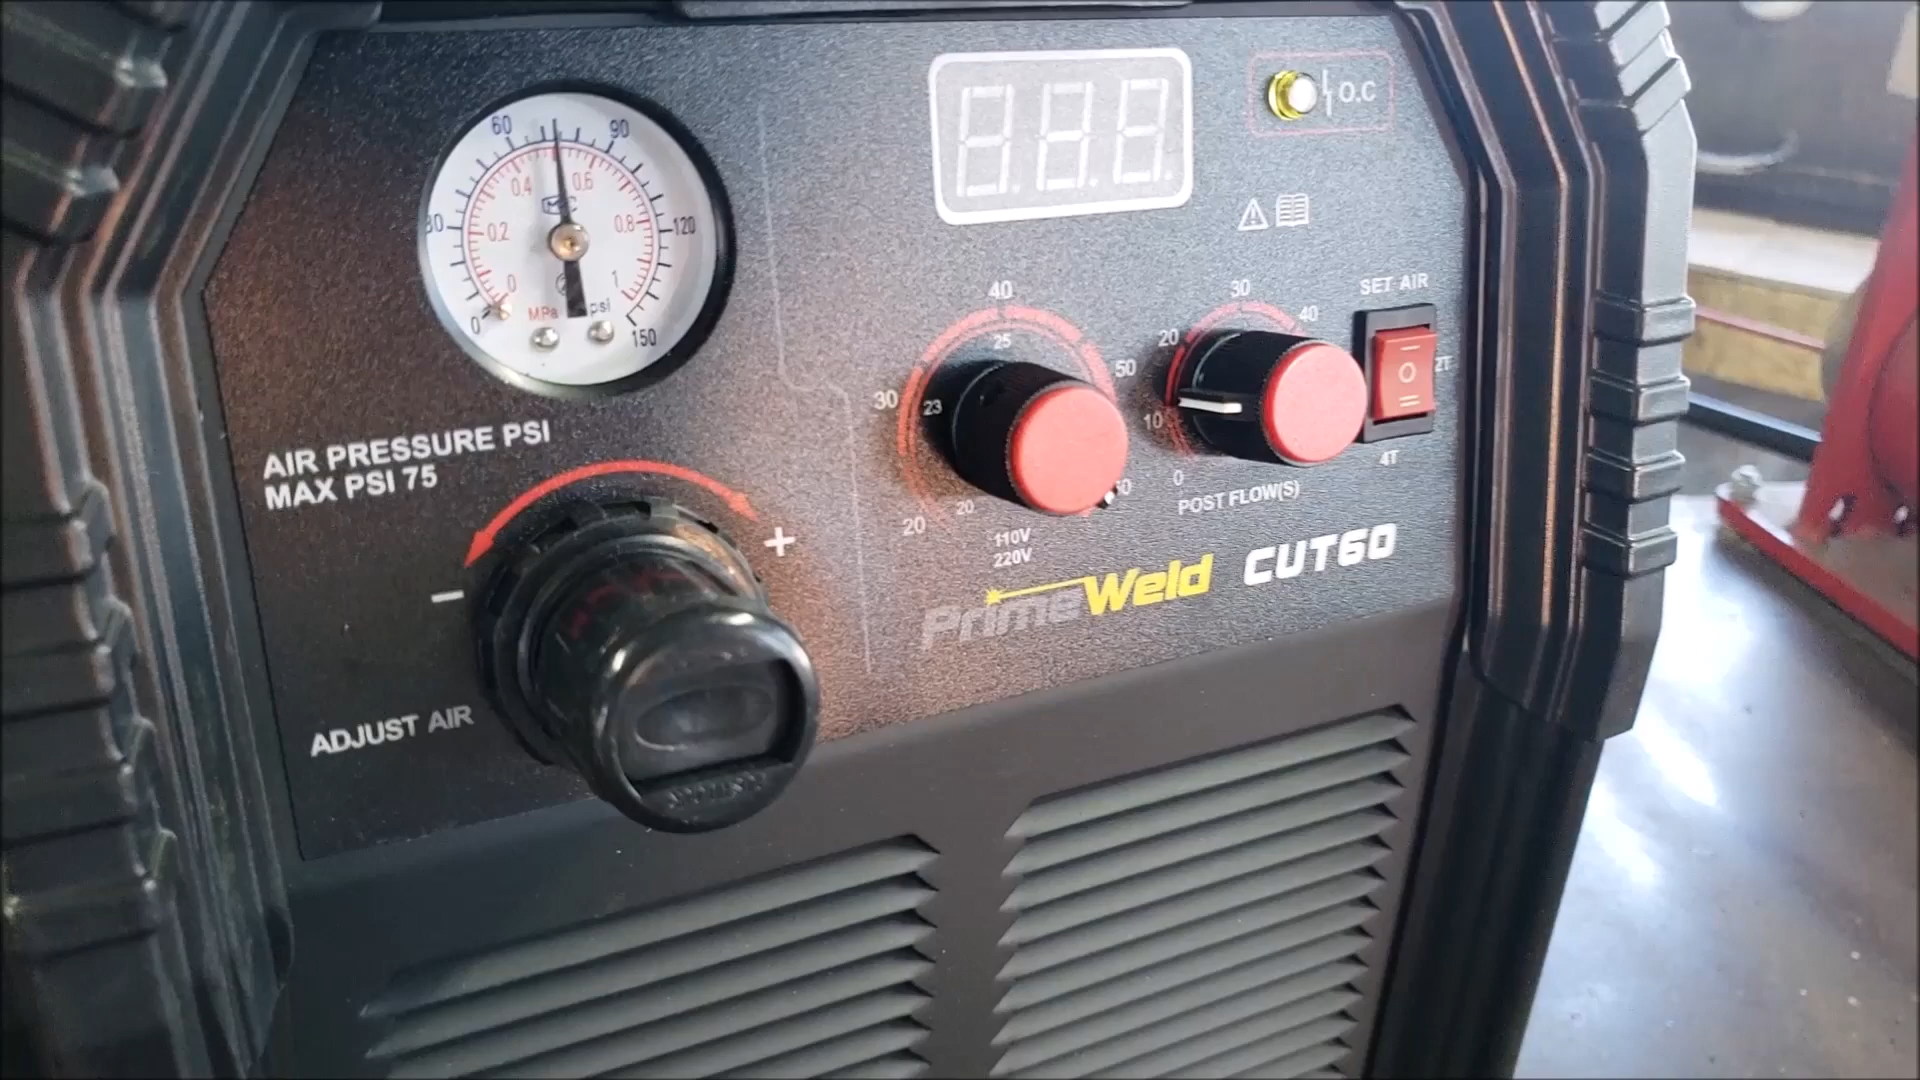 60
90
30
120
0
150
0.4
0.6
0.2
0.8
0
1
MPa
psi
O.C
AIR PRESSURE PSI
MAX PSI 75
-
+
ADJUST AIR
40
25
30
23
50
20
20
110V
220V
30
20
40
10
0
POST FLOW(S)
SET AIR
2T
4T
PrimeWeld CUT60